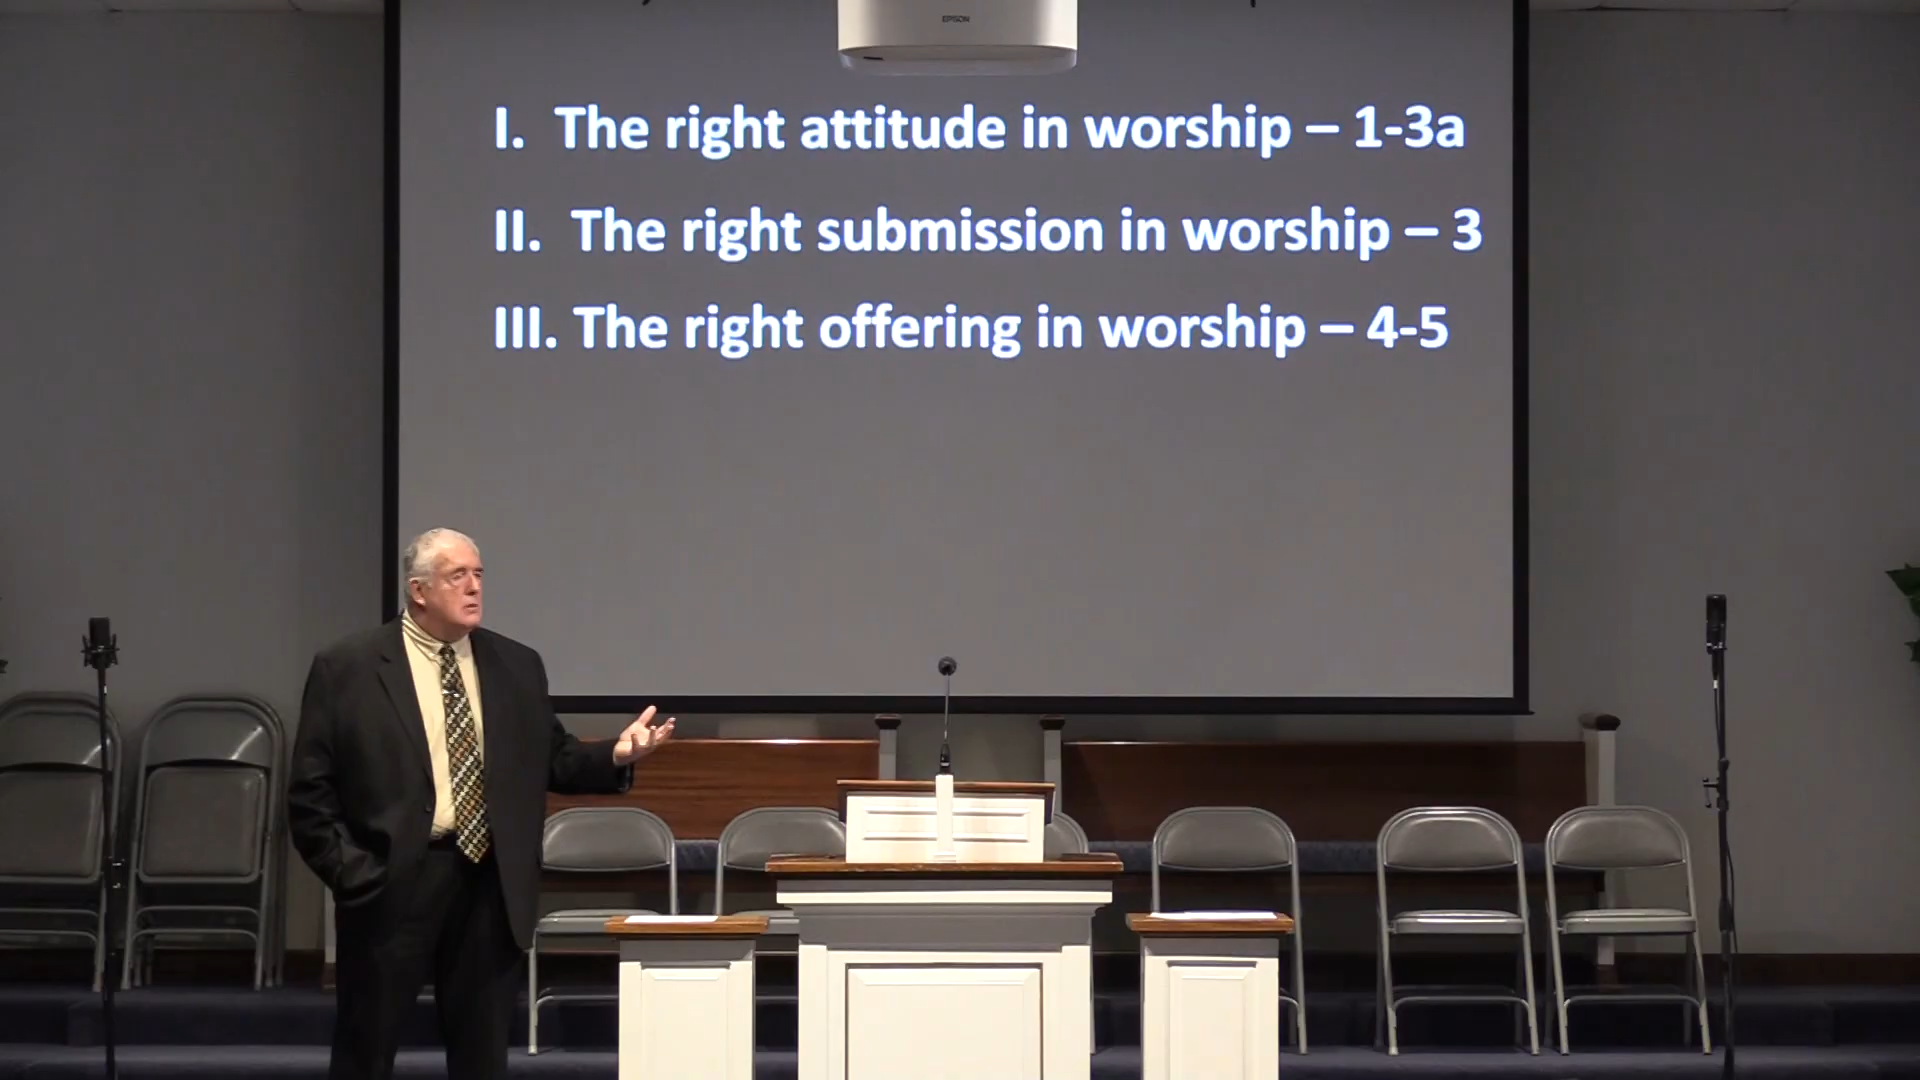 EPSON
I. The right attitude in worship – 1-3a
II. The right submission in worship – 3
III. The right offering in worship – 4-5